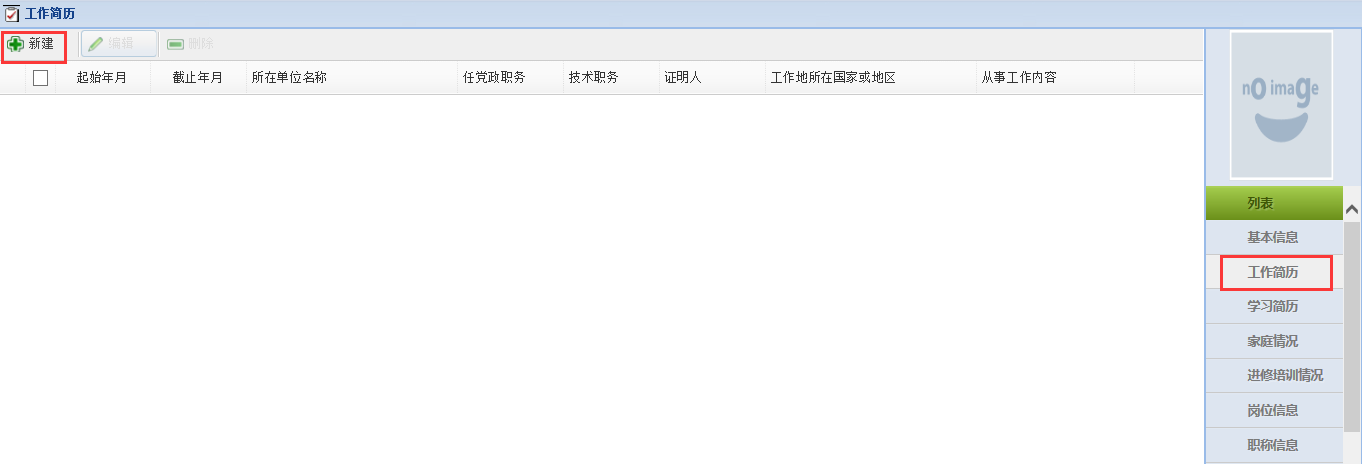 工作简历
新建 编辑 删除
起始年月 截止年月 所在单位名称 任党政职务 技术职务 证明人 工作地所在国家或地区 从事工作内容
no image
列表
基本信息
工作简历
学习简历
家庭情况
进修培训情况
岗位信息
职称信息